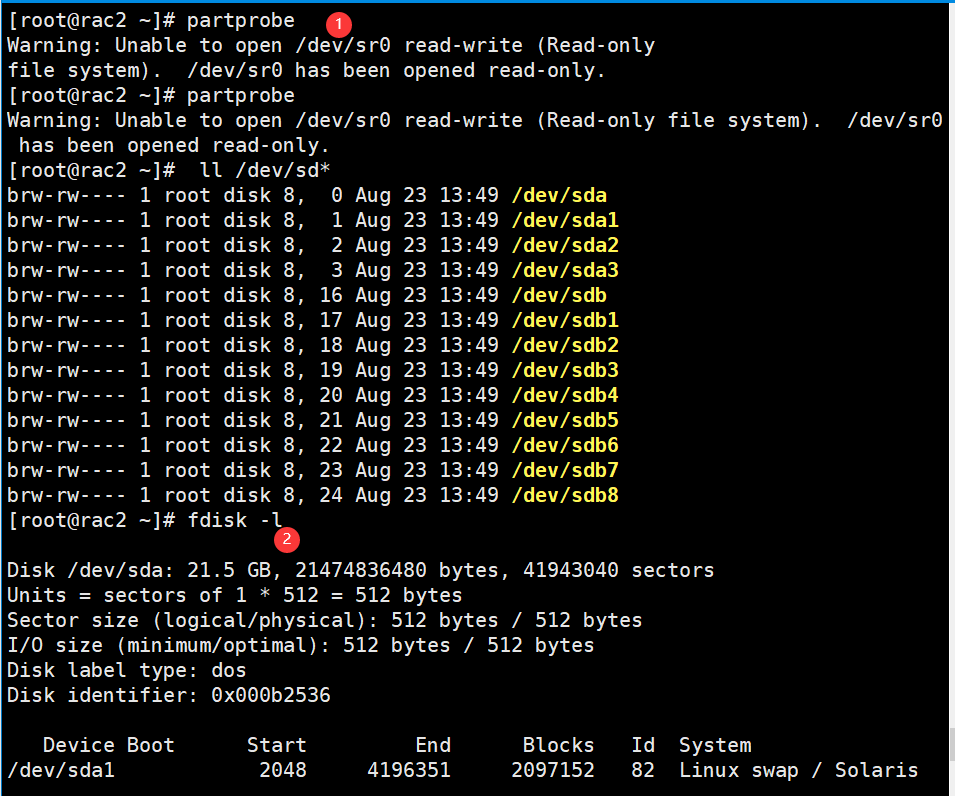 [root@rac2 ~]# partprobe 1
Warning: Unable to open /dev/sr0 read-write (Read-only
file system).  /dev/sr0 has been opened read-only.
[root@rac2 ~]# partprobe
Warning: Unable to open /dev/sr0 read-write (Read-only file system).  /dev/sr0
 has been opened read-only.
[root@rac2 ~]#  ll /dev/sd*
brw-rw---- 1 root disk 8,  0 Aug 23 13:49 /dev/sda
brw-rw---- 1 root disk 8,  1 Aug 23 13:49 /dev/sda1
brw-rw---- 1 root disk 8,  2 Aug 23 13:49 /dev/sda2
brw-rw---- 1 root disk 8,  3 Aug 23 13:49 /dev/sda3
brw-rw---- 1 root disk 8, 16 Aug 23 13:49 /dev/sdb
brw-rw---- 1 root disk 8, 17 Aug 23 13:49 /dev/sdb1
brw-rw---- 1 root disk 8, 18 Aug 23 13:49 /dev/sdb2
brw-rw---- 1 root disk 8, 19 Aug 23 13:49 /dev/sdb3
brw-rw---- 1 root disk 8, 20 Aug 23 13:49 /dev/sdb4
brw-rw---- 1 root disk 8, 21 Aug 23 13:49 /dev/sdb5
brw-rw---- 1 root disk 8, 22 Aug 23 13:49 /dev/sdb6
brw-rw---- 1 root disk 8, 23 Aug 23 13:49 /dev/sdb7
brw-rw---- 1 root disk 8, 24 Aug 23 13:49 /dev/sdb8
[root@rac2 ~]# fdisk -l
2
Disk /dev/sda: 21.5 GB, 21474836480 bytes, 41943040 sectors
Units = sectors of 1 * 512 = 512 bytes
Sector size (logical/physical): 512 bytes / 512 bytes
I/O size (minimum/optimal): 512 bytes / 512 bytes
Disk label type: dos
Disk identifier: 0x000b2536
   Device Boot      Start         End      Blocks   Id  System
/dev/sda1            2048     4196351     2097152   82  Linux swap / Solaris